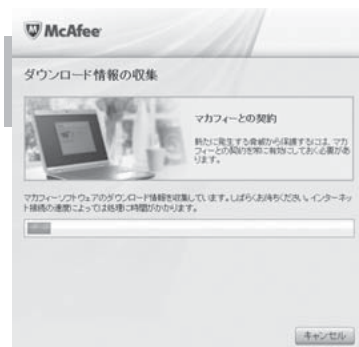 McAfee
ダウンロード情報の収集
マカフィーとの契約
新たに発生する脅威から保護するには、マカ
フィーとの契約を常に有効にしておく必要があ
ります。
マカフィーソフトウェアのダウンロード情報を収集しています。しばらくお待ちください。インターネッ
ト接続の速度によっては処理に時間がかかります。
キャンセル